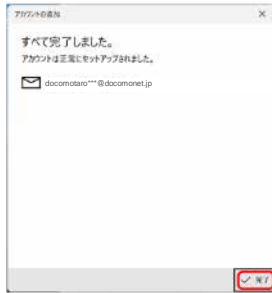 アカウントの追加
すべて完了しました。
アカウントは正常にセットアップされました。
docomotaro***@docomonet.jp
完了